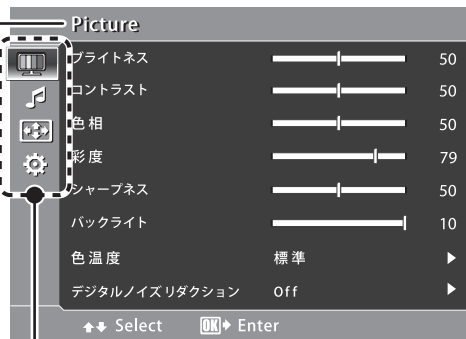 Picture
ブライトネス 50
コントラスト 50
色相 50
彩度 79
シャープネス 50
バックライト 10
色温度 標準
デジタルノイズリダクション Off
Select OK Enter